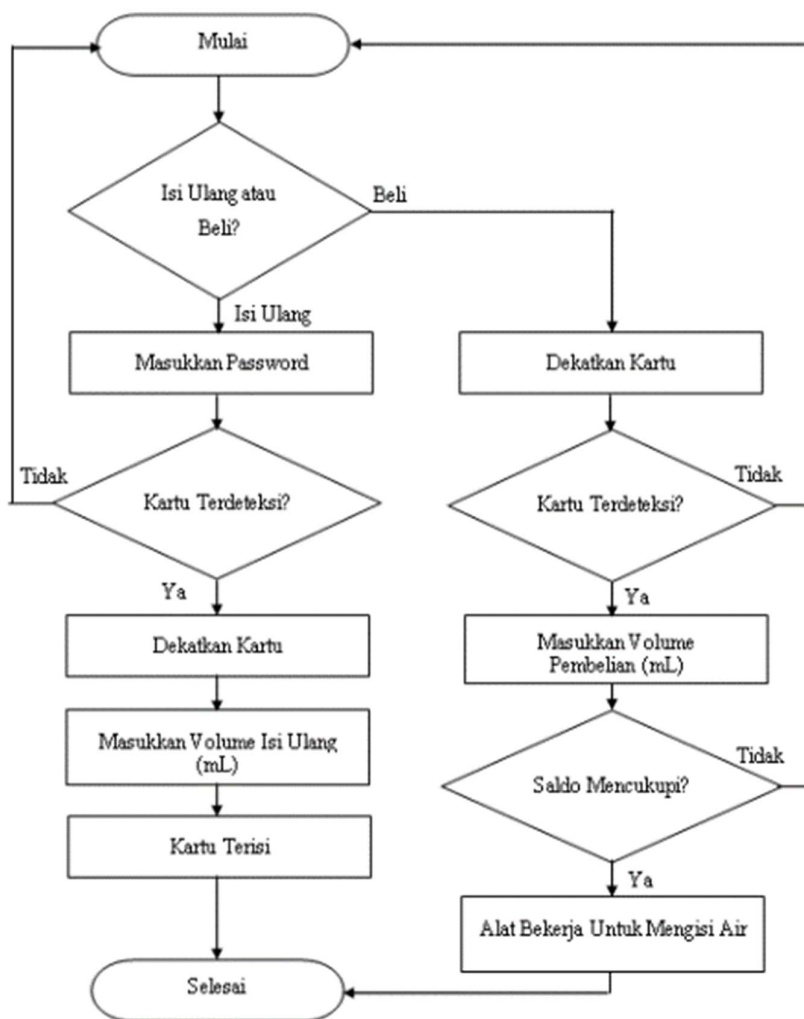 Mulai
Isi Ulang atau
Beli?
Beli
Isi Ulang
Masukkan Password
Dekatkan Kartu
Tidak
Kartu Terdeteksi?
Kartu Terdeteksi?
Tidak
Ya
Ya
Dekatkan Kartu
Masukkan Volume
Pembelian (mL)
Masukkan Volume Isi Ulang
(mL)
Saldo Mencukupi?
Tidak
Kartu Terisi
Ya
Alat Bekerja Untuk Mengisi Air
Selesai